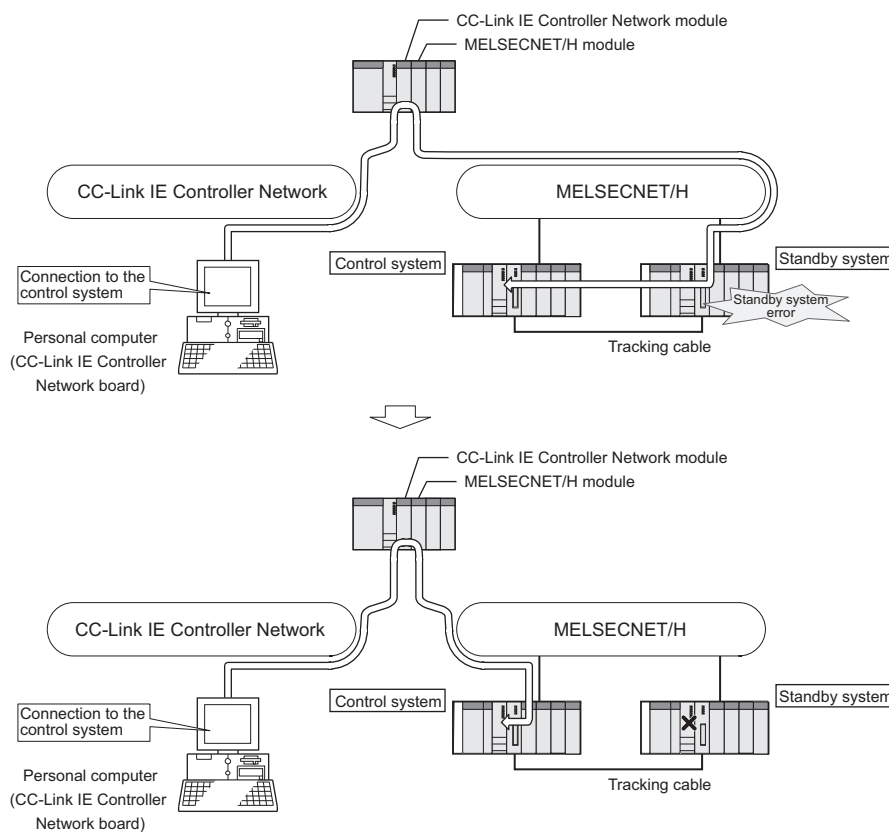 CC-Link IE Controller Network module
MELSECNET/H module
CC-Link IE Controller Network
MELSECNET/H
Control system
Standby system
Connection to the
control system
Standby system
error
Personal computer
(CC-Link IE Controller
Network board)
Tracking cable
CC-Link IE Controller Network module
MELSECNET/H module
CC-Link IE Controller Network
MELSECNET/H
Control system
Standby system
Connection to the
control system
Personal computer
(CC-Link IE Controller
Network board)
Tracking cable